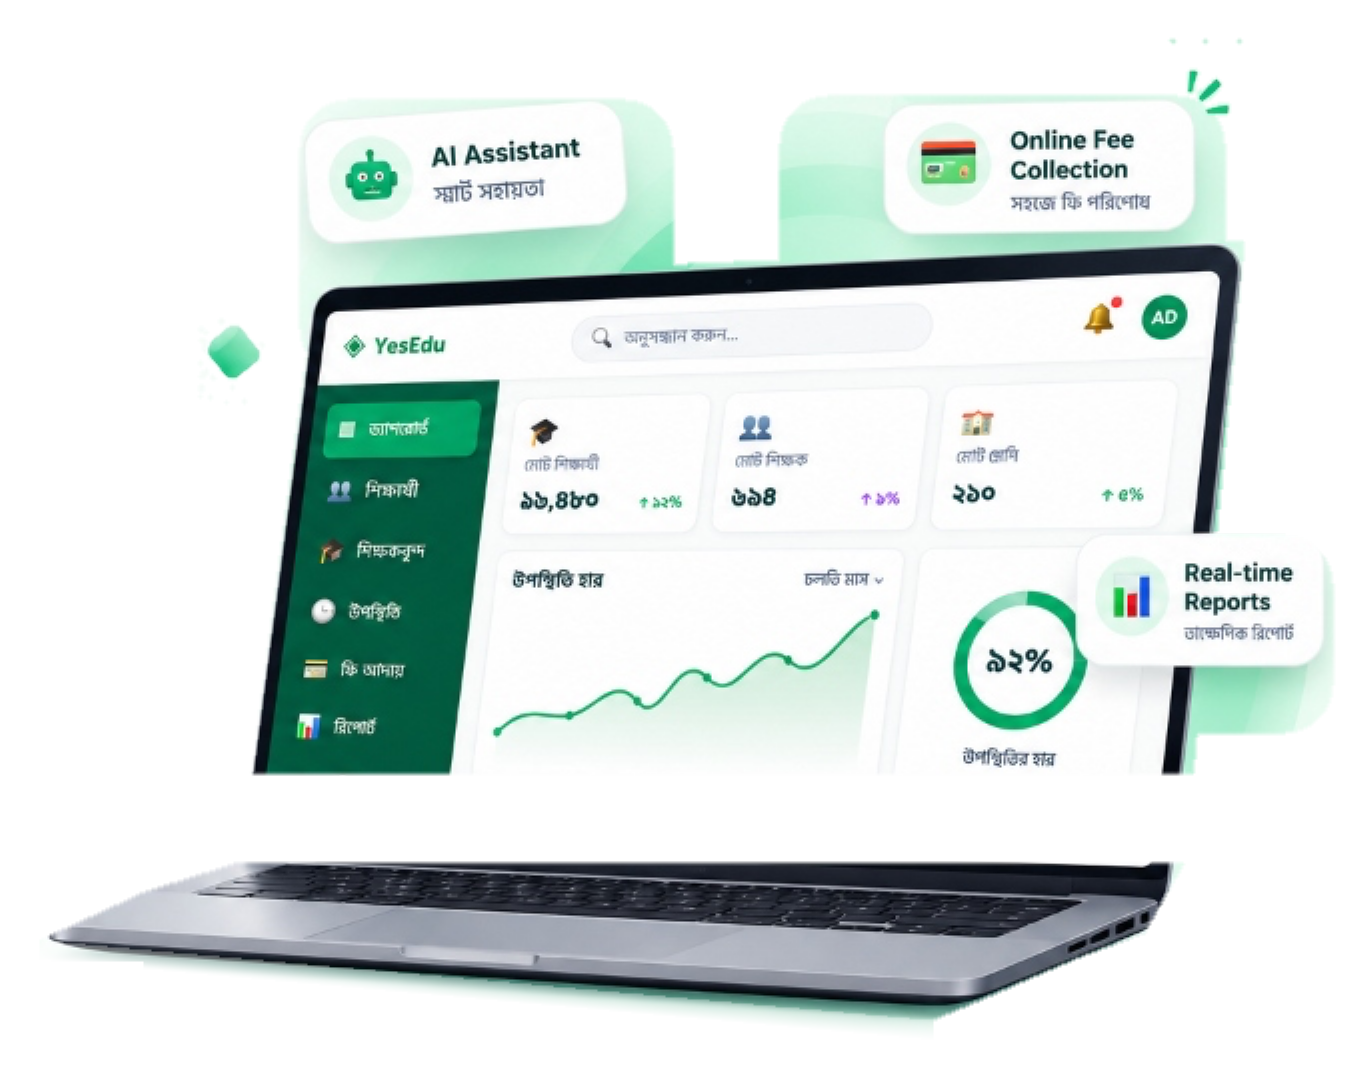 AI Assistant
স্মার্ট সহায়তা
Online Fee
Collection
সহজে ফি পরিশোধ
YesEdu
অনুসন্ধান করুন...
AD
ড্যাশবোর্ড
শিক্ষার্থী
শিক্ষকবৃন্দ
উপস্থিতি
ফি আদায়
রিপোর্ট
মোট শিক্ষার্থী
১৬,৪৮০
↑ ১২%
মোট শিক্ষক
৬৯৪
↑ ৯%
মোট শ্রেণি
২১০
↑ ৫%
উপস্থিতি হার
চলতি মাস
৯২%
উপস্থিতির হার
Real-time
Reports
তাৎক্ষণিক রিপোর্ট